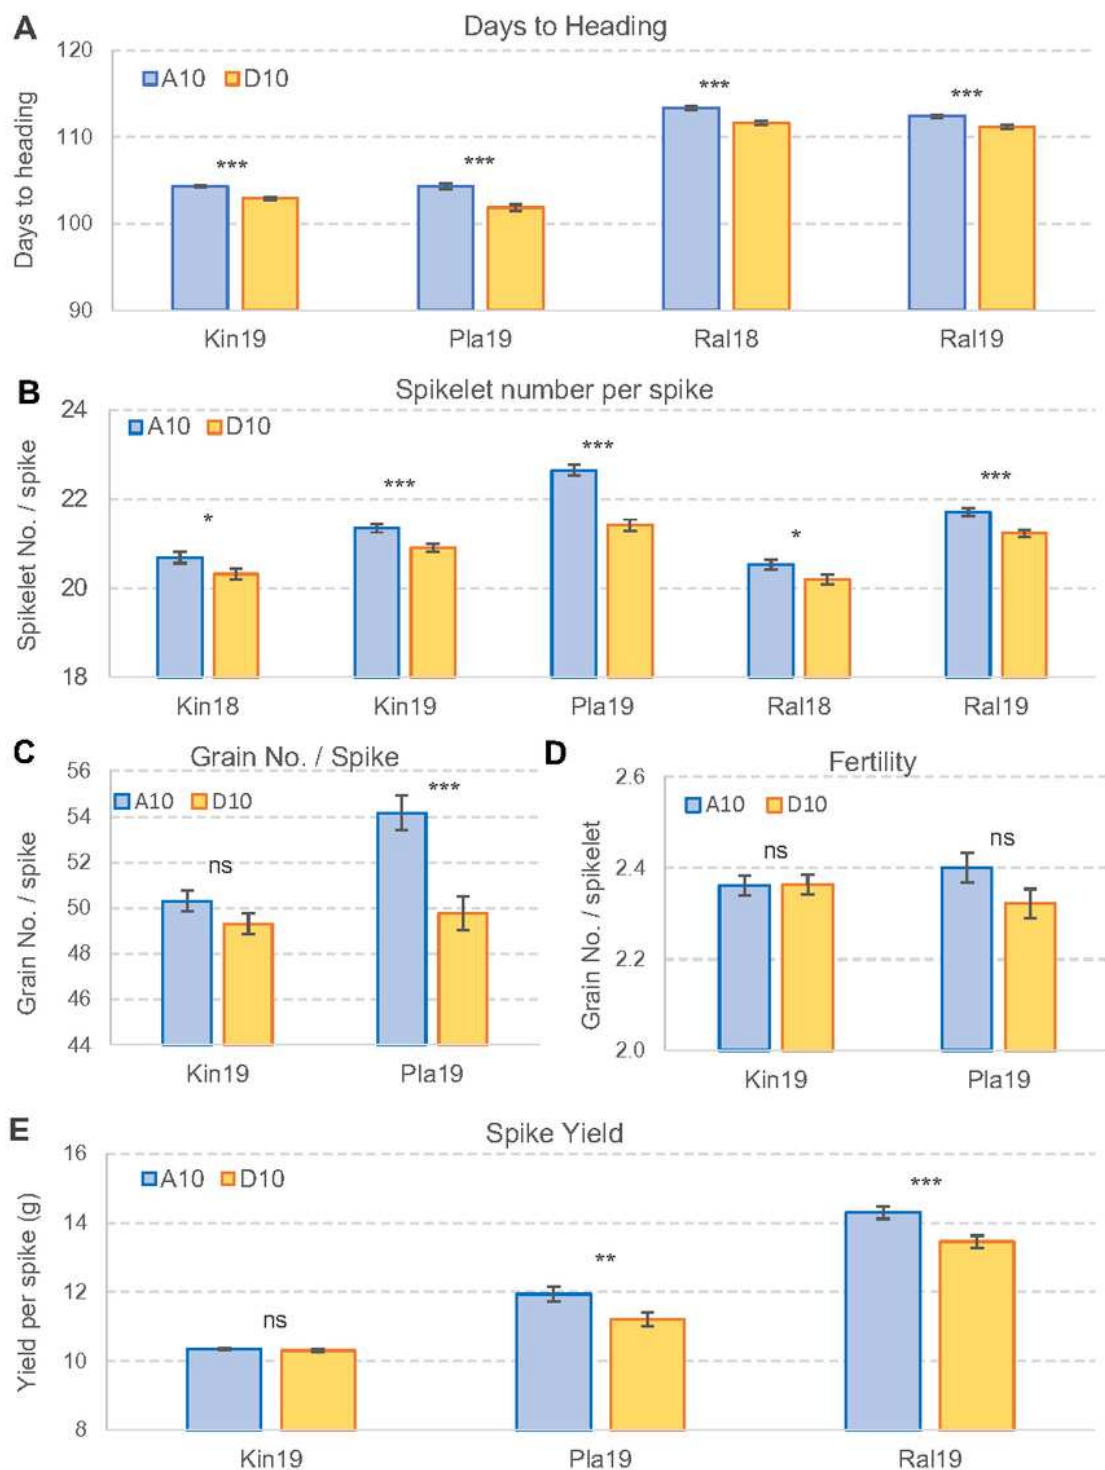 A
Days to Heading
120
A10 D10
***
***
***
***
110
100
90
Days to heading
Kin19 Pla19 Ral18 Ral19
B
Spikelet number per spike
24
A10 D10
***
***
***
*
*
22
20
18
Spikelet No. / spike
Kin18 Kin19 Pla19 Ral18 Ral19
C
Grain No. / Spike
56
A10 D10
***
54
52
ns
50
48
46
44
Grain No. / spike
Kin19 Pla19
D
Fertility
2.6
A10 D10
ns
ns
2.4
2.2
2.0
Grain No. / spikelet
Kin19 Pla19
E
Spike Yield
16
A10 D10
***
14
**
12
ns
10
8
Yield per spike (g)
Kin19 Pla19 Ral19